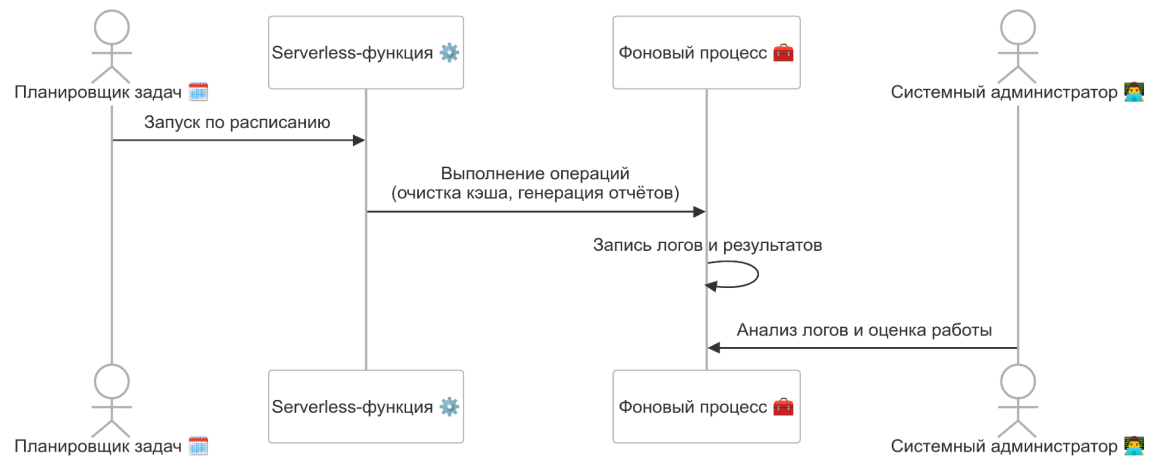 Serverless-функция ⚙️
Фоновый процесс 🧰
Планировщик задач 🗓️
Системный администратор 👨‍💻
Запуск по расписанию
Выполнение операций
(очистка кэша, генерация отчётов)
Запись логов и результатов
Анализ логов и оценка работы
Serverless-функция ⚙️
Фоновый процесс 🧰
Планировщик задач 🗓️
Системный администратор 👨‍💻